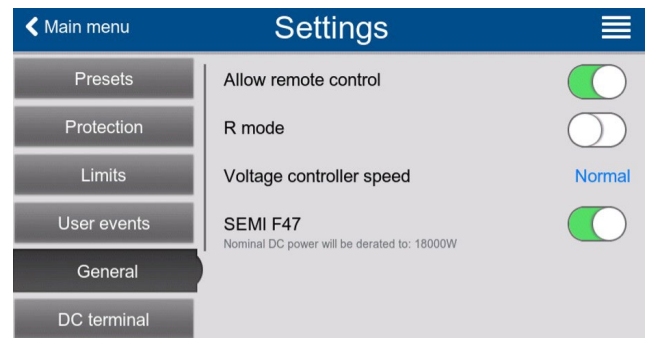 Main menu
Settings
Presets
Protection
Limits
User events
General
DC terminal
Allow remote control
R mode
Voltage controller speed
Normal
SEMI F47
Nominal DC power will be derated to: 18000W